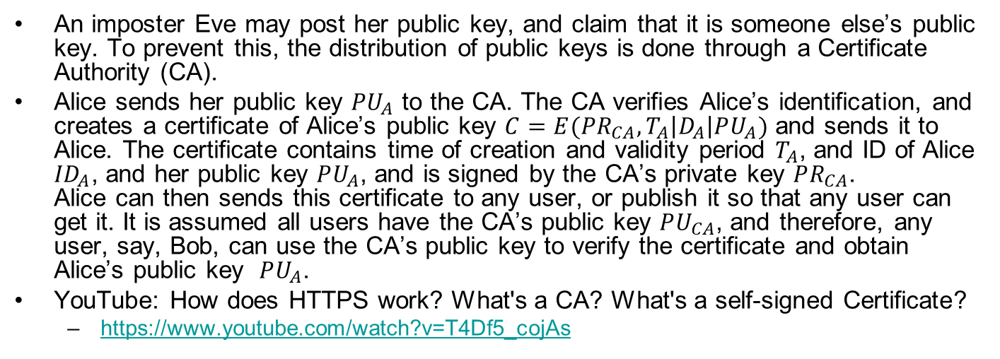 • An imposter Eve may post her public key, and claim that it is someone else’s public
key. To prevent this, the distribution of public keys is done through a Certificate
Authority (CA).
• Alice sends her public key 𝑃𝑈_𝐴 to the CA. The CA verifies Alice’s identification, and
creates a certificate of Alice’s public key 𝐶 = 𝐸(𝑃𝑅_𝐶𝐴, 𝑇_𝐴|𝐷_𝐴|𝑃𝑈_𝐴) and sends it to
Alice. The certificate contains time of creation and validity period 𝑇_𝐴, and ID of Alice
𝐼𝐷_𝐴, and her public key 𝑃𝑈_𝐴, and is signed by the CA’s private key 𝑃𝑅_𝐶𝐴.
Alice can then sends this certificate to any user, or publish it so that any user can
get it. It is assumed all users have the CA’s public key 𝑃𝑈_𝐶𝐴, and therefore, any
user, say, Bob, can use the CA’s public key to verify the certificate and obtain
Alice’s public key 𝑃𝑈_𝐴.
• YouTube: How does HTTPS work? What's a CA? What's a self-signed Certificate?
– https://www.youtube.com/watch?v=T4Df5_cojAs